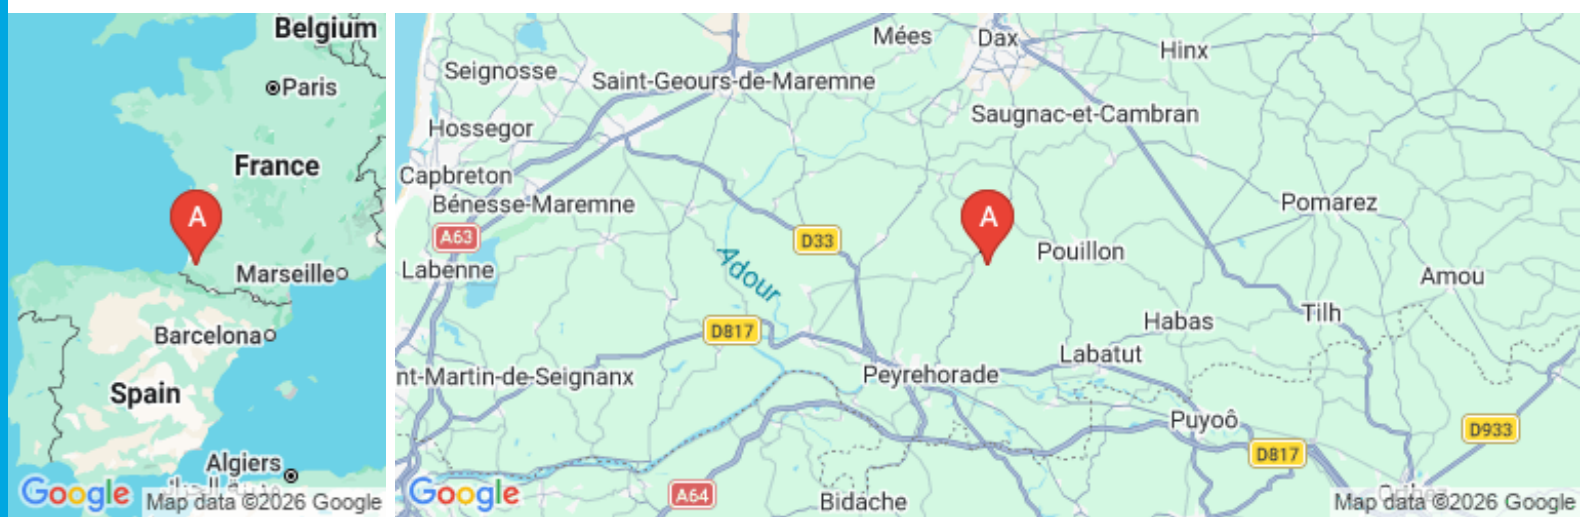 Belgium
Paris
France
A
Marseille
Barcelona
Spain
Algiers
Google
Map data ©2026 Google
Mées
Dax
Hinx
Seignosse
Saint-Geours-de-Maremne
Saugnac-et-Cambran
Hossegor
Capbreton
Bénesse-Maremne
Pomarez
A
A63
D33
Pouillon
Labenne
Adour
Amou
Tilh
Habas
D817
Labatut
nt-Martin-de-Seignanx
Peyrehorade
Puyoô
D933
D817
A64
Bidache
Google
Map data ©2026 Google